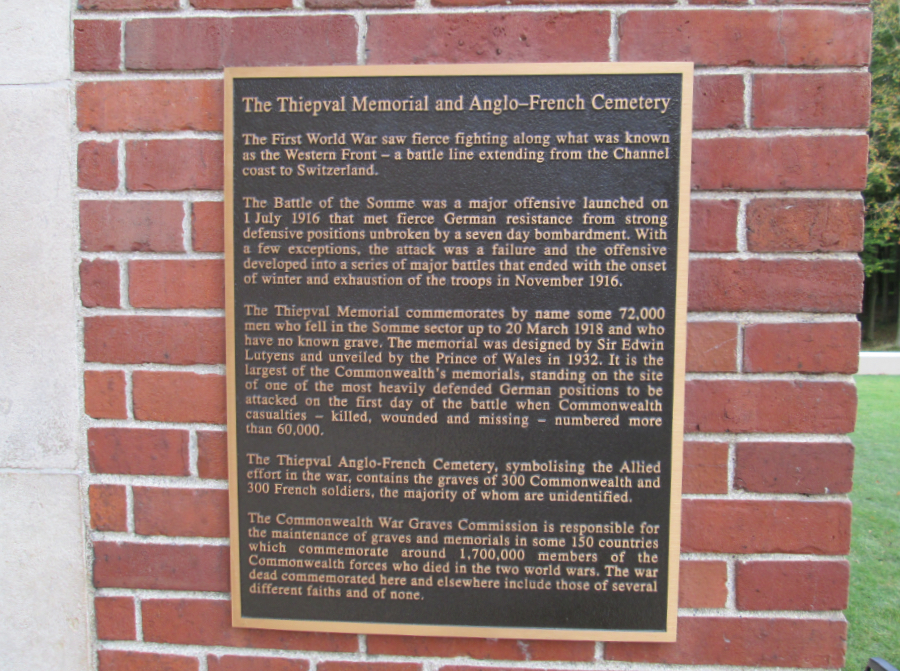 The Thiepval Memorial and Anglo–French Cemetery
The First World War saw fierce fighting along what was known
as the Western Front – a battle line extending from the Channel
coast to Switzerland.
The Battle of the Somme was a major offensive launched on
1 July 1916 that met fierce German resistance from strong
defensive positions unbroken by a seven day bombardment. With
a few exceptions, the attack was a failure and the offensive
developed into a series of major battles that ended with the onset
of winter and exhaustion of the troops in November 1916.
The Thiepval Memorial commemorates by name some 72,000
men who fell in the Somme sector up to 20 March 1918 and who
have no known grave. The memorial was designed by Sir Edwin
Lutyens and unveiled by the Prince of Wales in 1932. It is the
largest of the Commonwealth's memorials, standing on the site
of one of the most heavily defended German positions to be
attacked on the first day of the battle when Commonwealth
casualties – killed, wounded and missing – numbered more
than 60,000.
The Thiepval Anglo-French Cemetery, symbolising the Allied
effort in the war, contains the graves of 300 Commonwealth and
300 French soldiers, the majority of whom are unidentified.
The Commonwealth War Graves Commission is responsible for
the maintenance of graves and memorials in some 150 countries
which commemorate around 1,700,000 members of the
Commonwealth forces who died in the two world wars. The war
dead commemorated here and elsewhere include those of several
different faiths and of none.